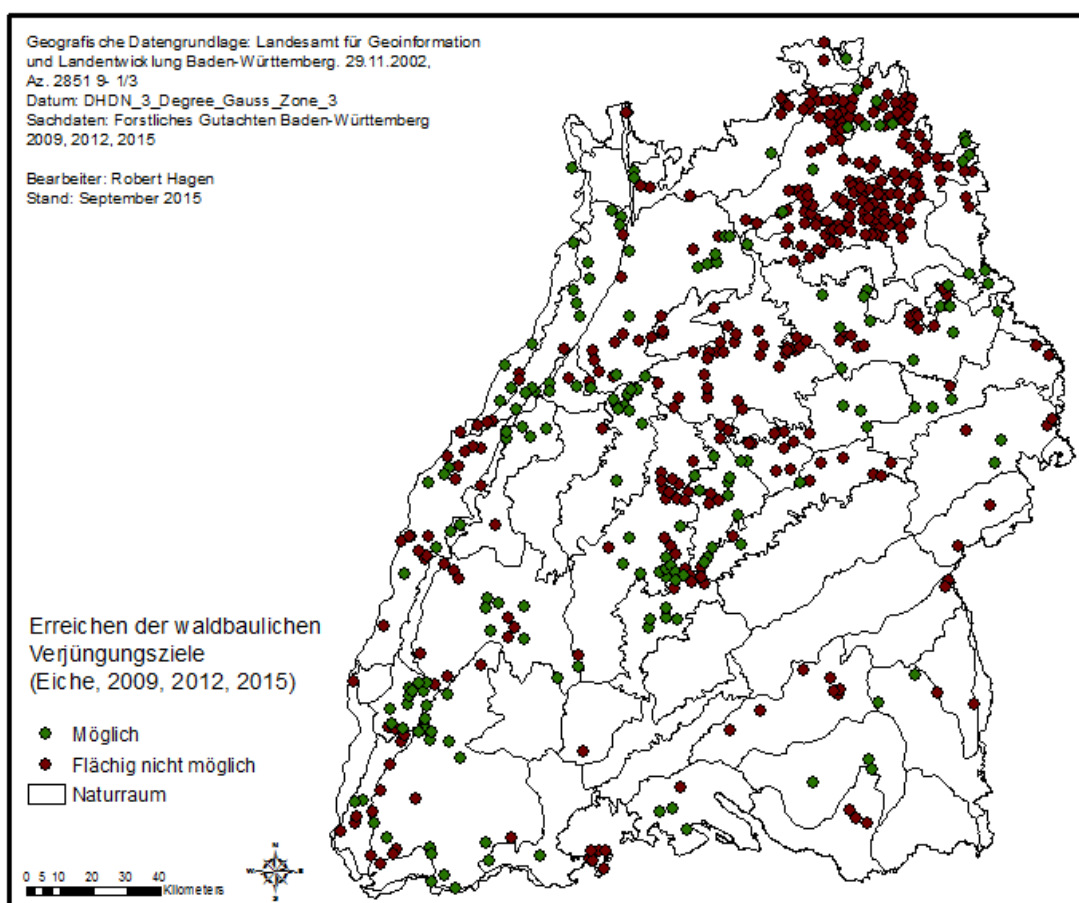 Geografische Datengrundlage: Landesamt für Geoinformation
und Landentwicklung Baden-Württemberg. 29.11.2002,
Az. 2851 9- 1/3
Datum: DHDN_3_Degree_Gauss_Zone_3
Sachdaten: Forstliches Gutachten Baden-Württemberg
2009, 2012, 2015
Bearbeiter: Robert Hagen
Stand: September 2015
Erreichen der waldbaulichen
Verjüngungsziele
(Eiche, 2009, 2012, 2015)
Möglich
Flächig nicht möglich
Naturraum
N
0 5 10 20 30 40
Kilometers